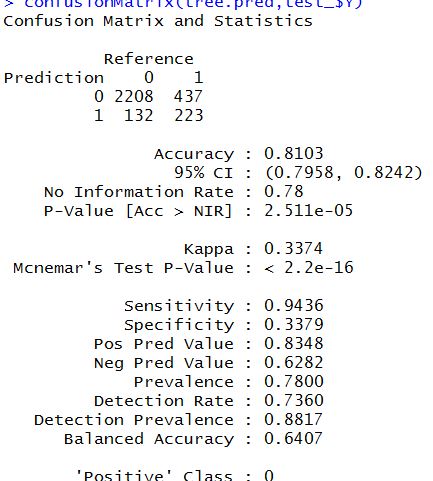 > confusionMatrix(tree.pred,test_$Y)
Confusion Matrix and Statistics
Reference
Prediction 0 1
0 2208 437
1 132 223
Accuracy : 0.8103
95% CI : (0.7958, 0.8242)
No Information Rate : 0.78
P-Value [Acc > NIR] : 2.511e-05
Kappa : 0.3374
Mcnemar's Test P-Value : < 2.2e-16
Sensitivity : 0.9436
Specificity : 0.3379
Pos Pred Value : 0.8348
Neg Pred Value : 0.6282
Prevalence : 0.7800
Detection Rate : 0.7360
Detection Prevalence : 0.8817
Balanced Accuracy : 0.6407
'Positive' Class : 0